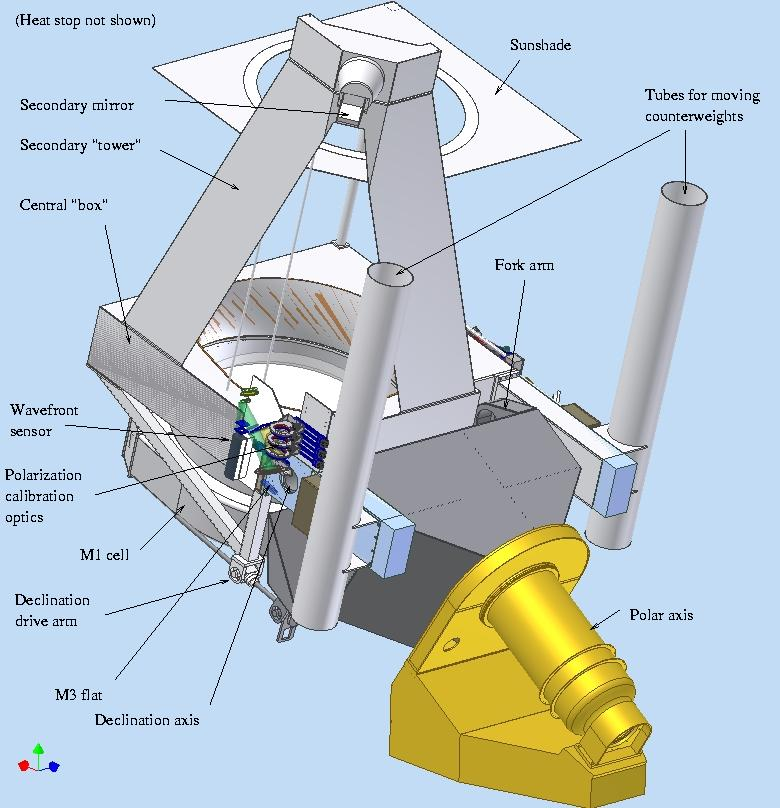 (Heat stop not shown)
Sunshade
Secondary mirror
Tubes for moving
counterweights
Secondary "tower"
Central "box"
Fork arm
Wavefront
sensor
Polarization
calibration
optics
M1 cell
Declination
drive arm
Polar axis
M3 flat
Declination axis